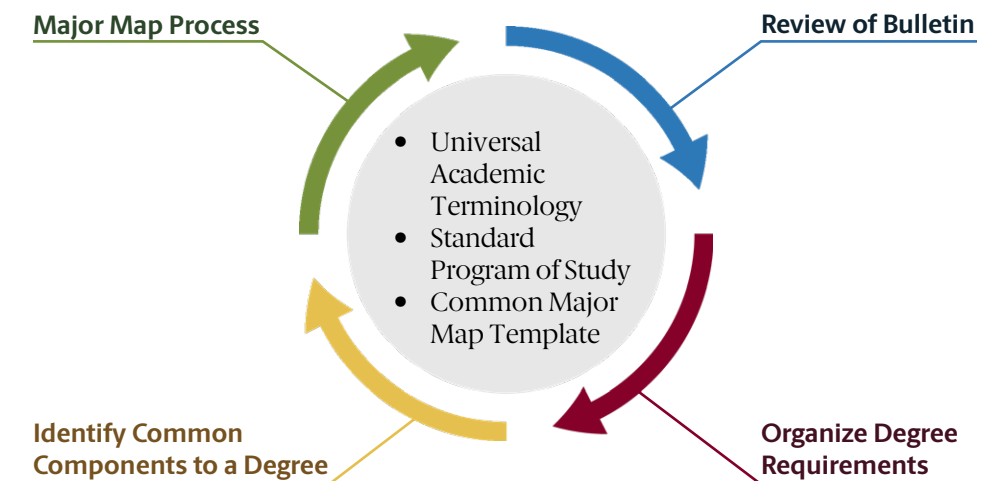 Major Map Process
Review of Bulletin
• Universal
Academic
Terminology
• Standard
Program of Study
• Common Major
Map Template
Identify Common
Components to a Degree
Organize Degree
Requirements